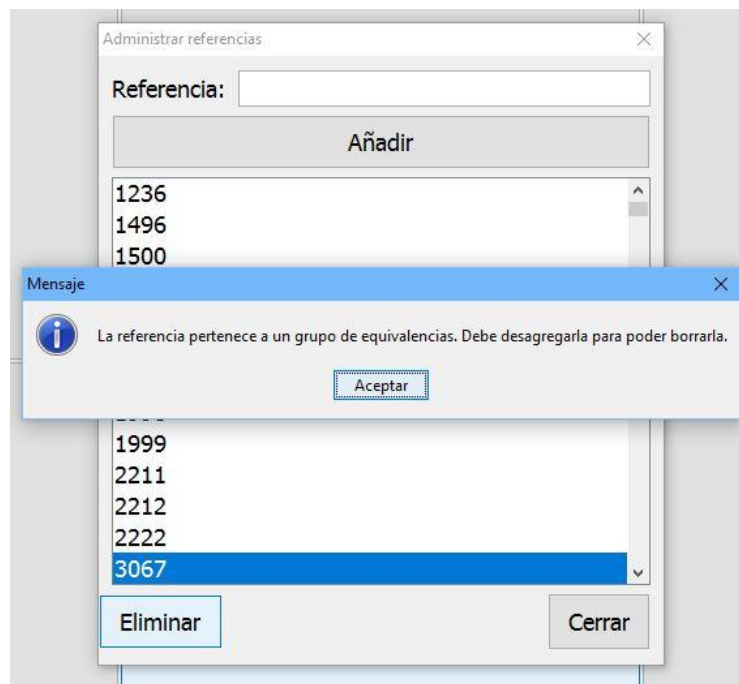 Administrar referencias
Referencia:
Añadir
1236
1496
1500
Mensaje
La referencia pertenece a un grupo de equivalencias. Debe desagregarla para poder borrarla.
Aceptar
1999
2211
2212
2222
3067
Eliminar
Cerrar